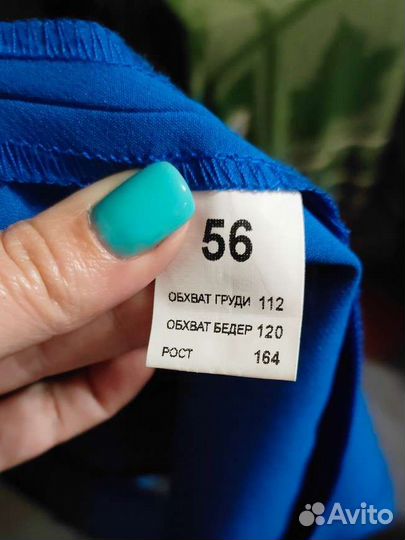 56
ОБХВАТ ГРУДИ 112
ОБХВАТ БЕДЕР 120
РОСТ 164
Avito